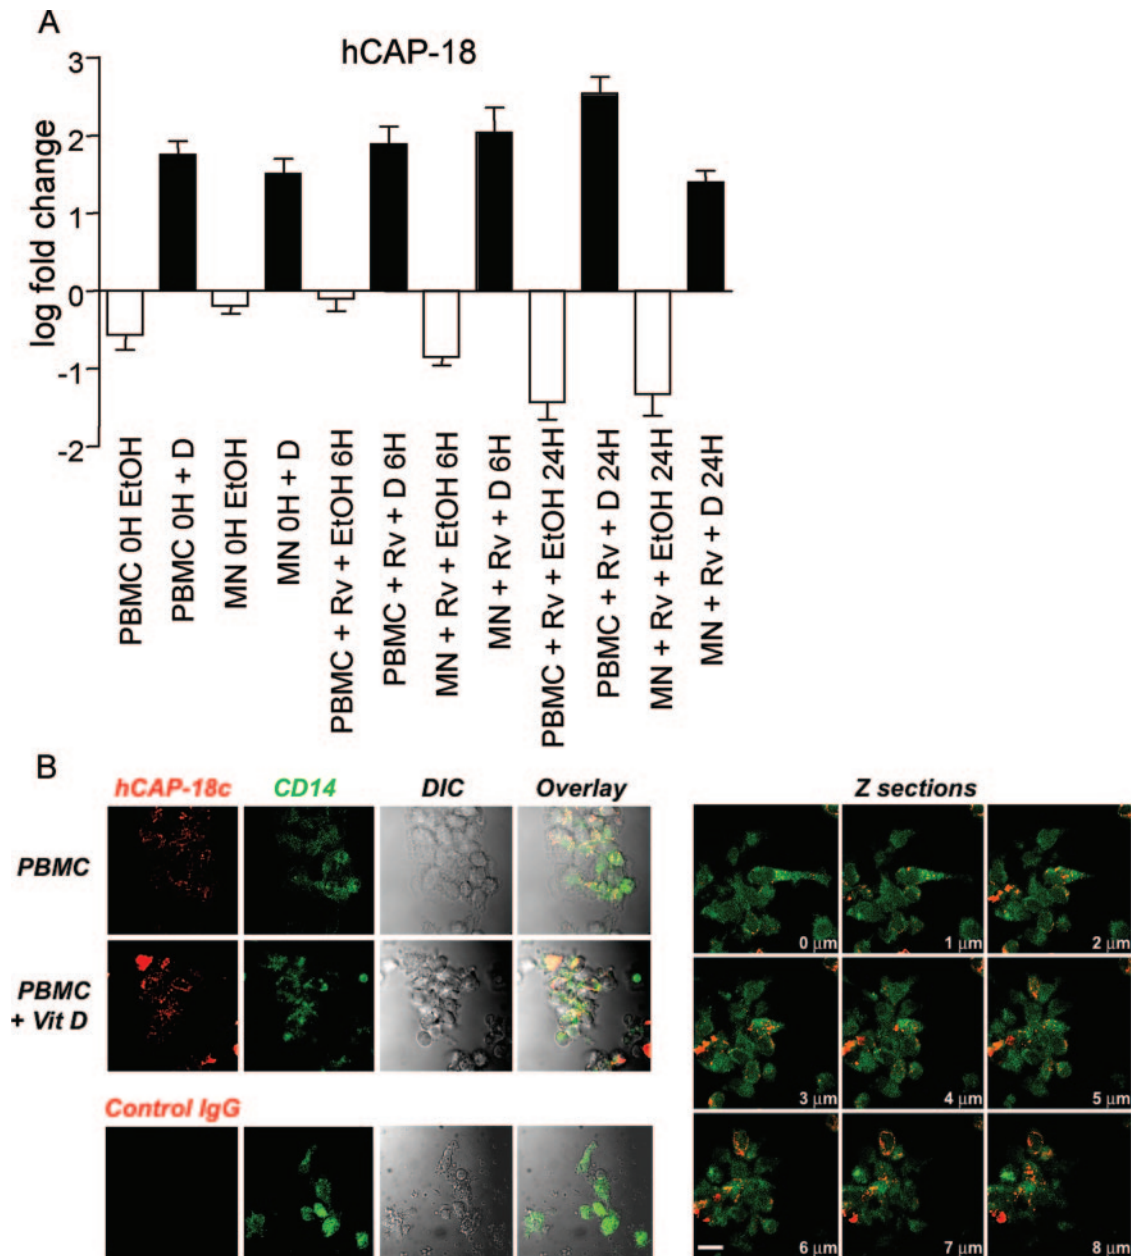 A
hCAP-18
log fold change
3
2
1
0
-1
-2
PBMC 0H EtOH
PBMC 0H + D
MN 0H EtOH
MN 0H + D
PBMC + Rv + EtOH 6H
PBMC + Rv + D 6H
MN + Rv + EtOH 6H
MN + Rv + D 6H
PBMC + Rv + EtOH 24H
PBMC + Rv + D 24H
MN + Rv + EtOH 24H
MN + Rv + D 24H
B
hCAP-18c CD14 DIC Overlay
PBMC
PBMC
+ Vit D
Control IgG
Z sections
0 μm 1 μm 2 μm
3 μm 4 μm 5 μm
6 μm 7 μm 8 μm